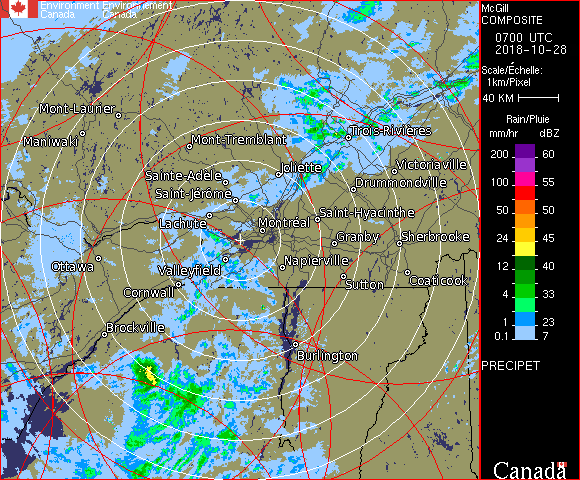 Environment Environnement
Canada Canada
McGill
COMPOSITE
0700 UTC
2018-10-28
Scale/Échelle:
1km/Pixel
40 KM
Rain/Pluie
mm/hr dBZ
200 60
100 55
50 50
24 45
12 40
4 33
1 23
0.1 7
PRECIPET
Canada
Mont-Laurier
Maniwaki
Mont-Tremblant
Trois-Rivières
Joliette
Victoriaville
Sainte-Adèle
Drummondville
Saint-Jérôme
Lachute
Saint-Hyacinthe
Montréal
Granby
Sherbrooke
Ottawa
Valleyfield
Napierville
Sutton
Coaticook
Cornwall
Brockville
Burlington